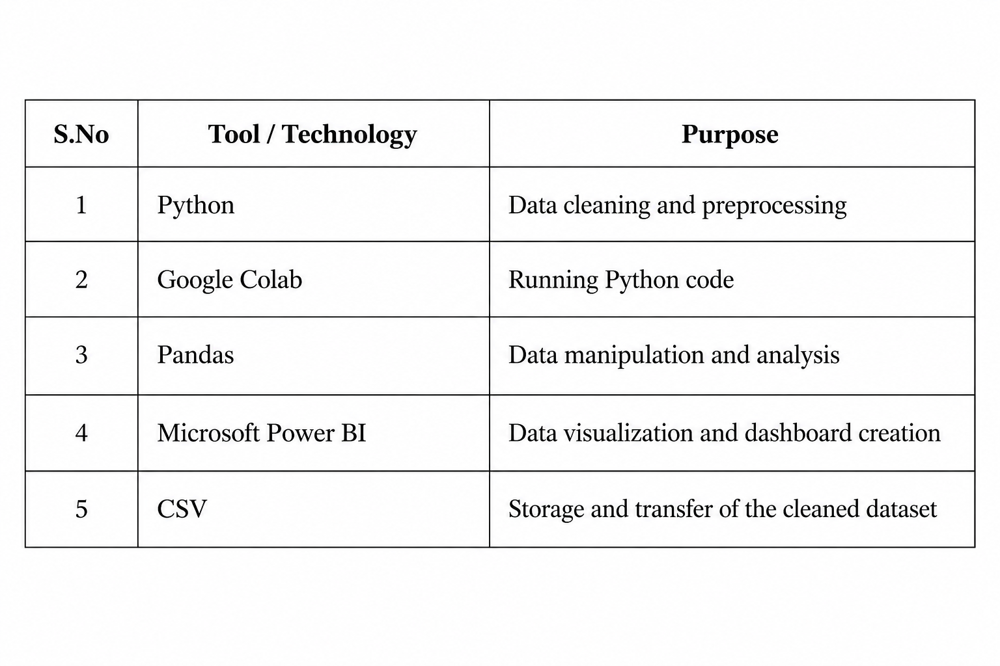 S.No Tool / Technology Purpose
1 Python Data cleaning and preprocessing
2 Google Colab Running Python code
3 Pandas Data manipulation and analysis
4 Microsoft Power BI Data visualization and dashboard creation
5 CSV Storage and transfer of the cleaned dataset